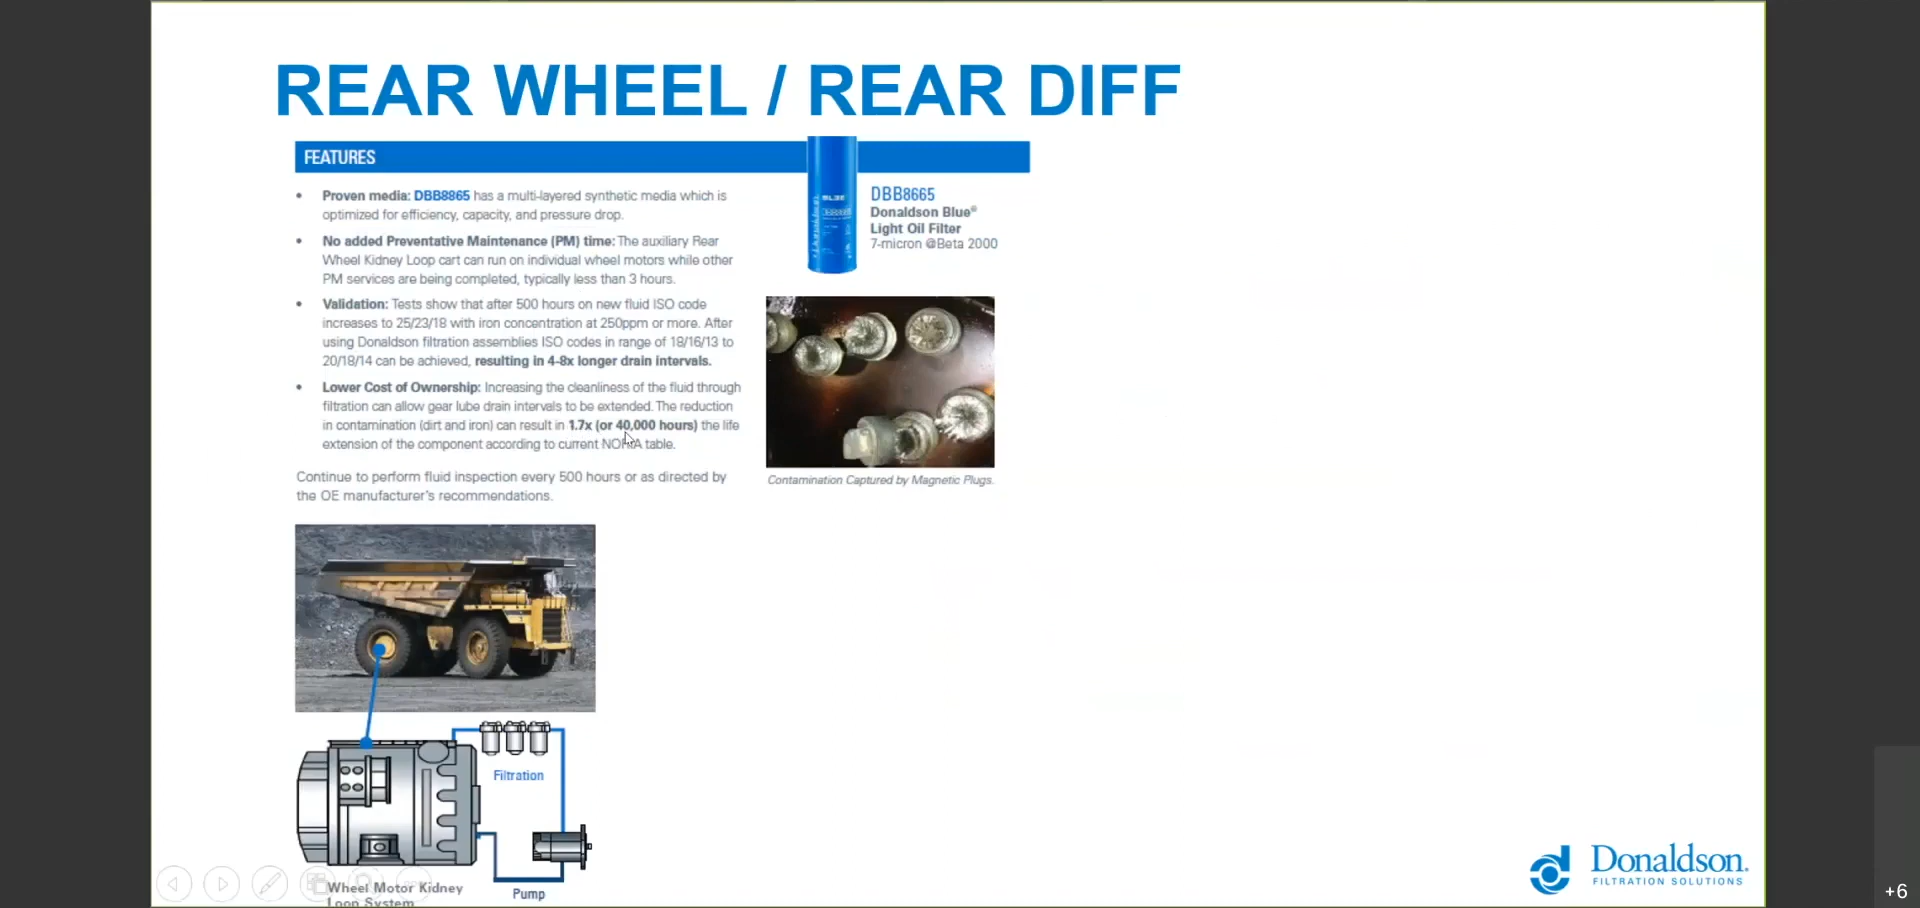 REAR WHEEL / REAR DIFF
FEATURES
• Proven media: DBB8865 has a multi-layered synthetic media which is
optimized for efficiency, capacity, and pressure drop.
• No added Preventative Maintenance (PM) time: The auxiliary Rear
Wheel Kidney Loop cart can run on individual wheel motors while other
PM services are being completed, typically less than 3 hours.
• Validation: Tests show that after 500 hours on new fluid ISO code
increases to 25/23/18 with iron concentration at 250ppm or more. After
using Donaldson filtration assemblies ISO codes in range of 18/16/13 to
20/18/14 can be achieved, resulting in 4-8x longer drain intervals.
• Lower Cost of Ownership: Increasing the cleanliness of the fluid through
filtration can allow gear lube drain intervals to be extended. The reduction
in contamination (dirt and iron) can result in 1.7x (or 40,000 hours) the life
extension of the component according to current NORIA table.
Continue to perform fluid inspection every 500 hours or as directed by
the OE manufacturer's recommendations.
DBB8665
Donaldson Blue®
Light Oil Filter
7-micron @Beta 2000
Contamination Captured by Magnetic Plugs.
Filtration
Pump
Wheel Motor Kidney
Loop System
Donaldson.
FILTRATION SOLUTIONS
+6